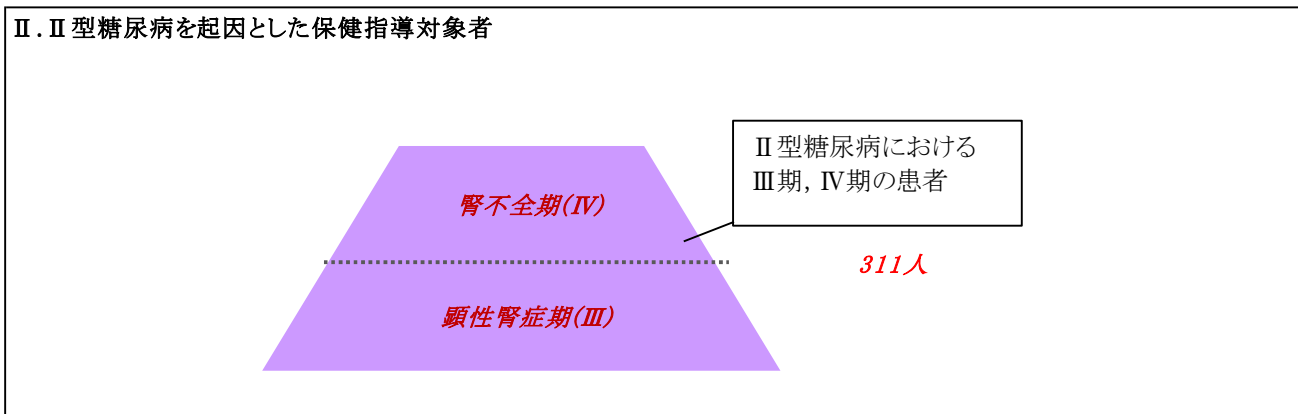 Ⅱ.Ⅱ型糖尿病を起因とした保健指導対象者
Ⅱ型糖尿病における
Ⅲ期, Ⅳ期の患者
腎不全期(Ⅳ)
311人
顕性腎症期(Ⅲ)